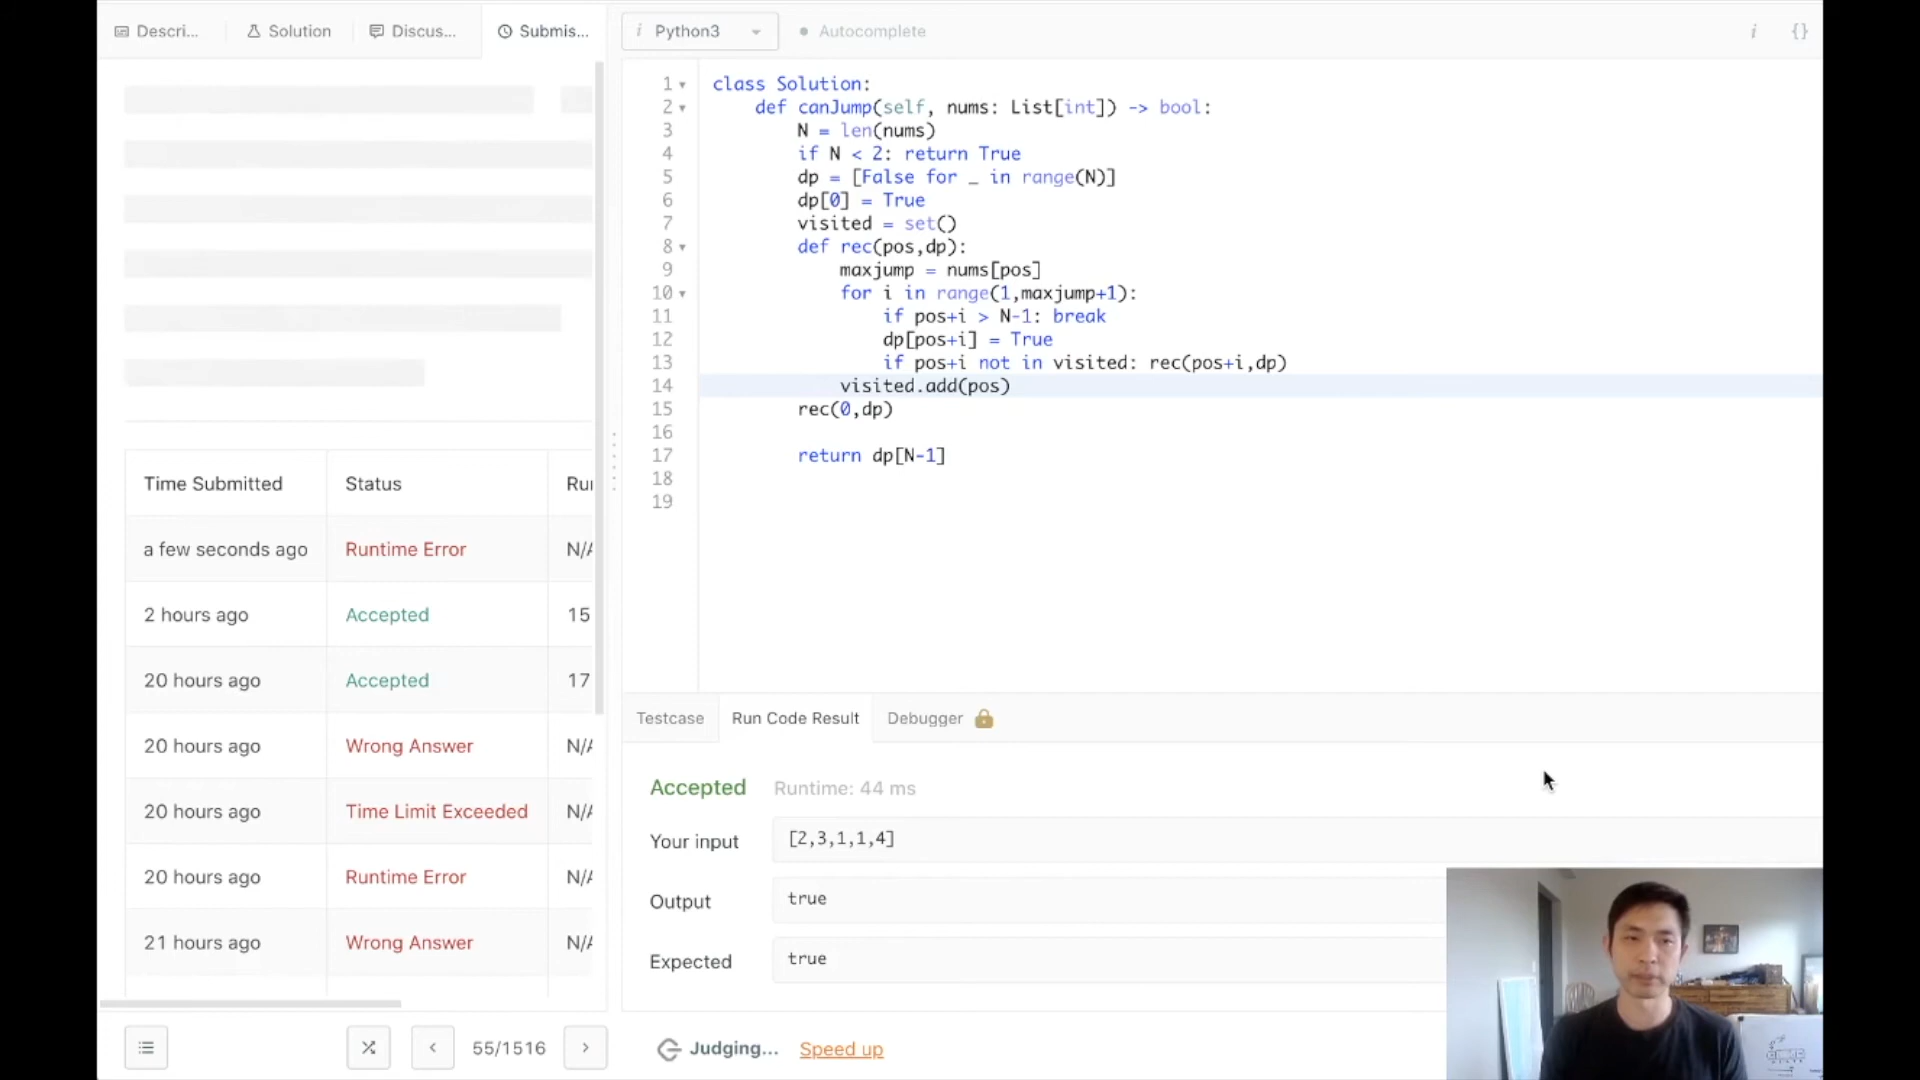 Descri...
Solution
Discus...
Submis...
i Python3
Autocomplete
i {}
1 class Solution:
2     def canJump(self, nums: List[int]) -> bool:
3         N = len(nums)
4         if N < 2: return True
5         dp = [False for _ in range(N)]
6         dp[0] = True
7         visited = set()
8         def rec(pos,dp):
9             maxjump = nums[pos]
10             for i in range(1,maxjump+1):
11                 if pos+i > N-1: break
12                 dp[pos+i] = True
13                 if pos+i not in visited: rec(pos+i,dp)
14             visited.add(pos)
15         rec(0,dp)
16
17         return dp[N-1]
18
19
Time Submitted Status Ru
a few seconds ago Runtime Error N/
2 hours ago Accepted 15
20 hours ago Accepted 17
20 hours ago Wrong Answer N/
20 hours ago Time Limit Exceeded N/
20 hours ago Runtime Error N/
21 hours ago Wrong Answer N/
55/1516
Testcase
Run Code Result
Debugger
Accepted Runtime: 44 ms
Your input [2,3,1,1,4]
Output true
Expected true
Judging... Speed up